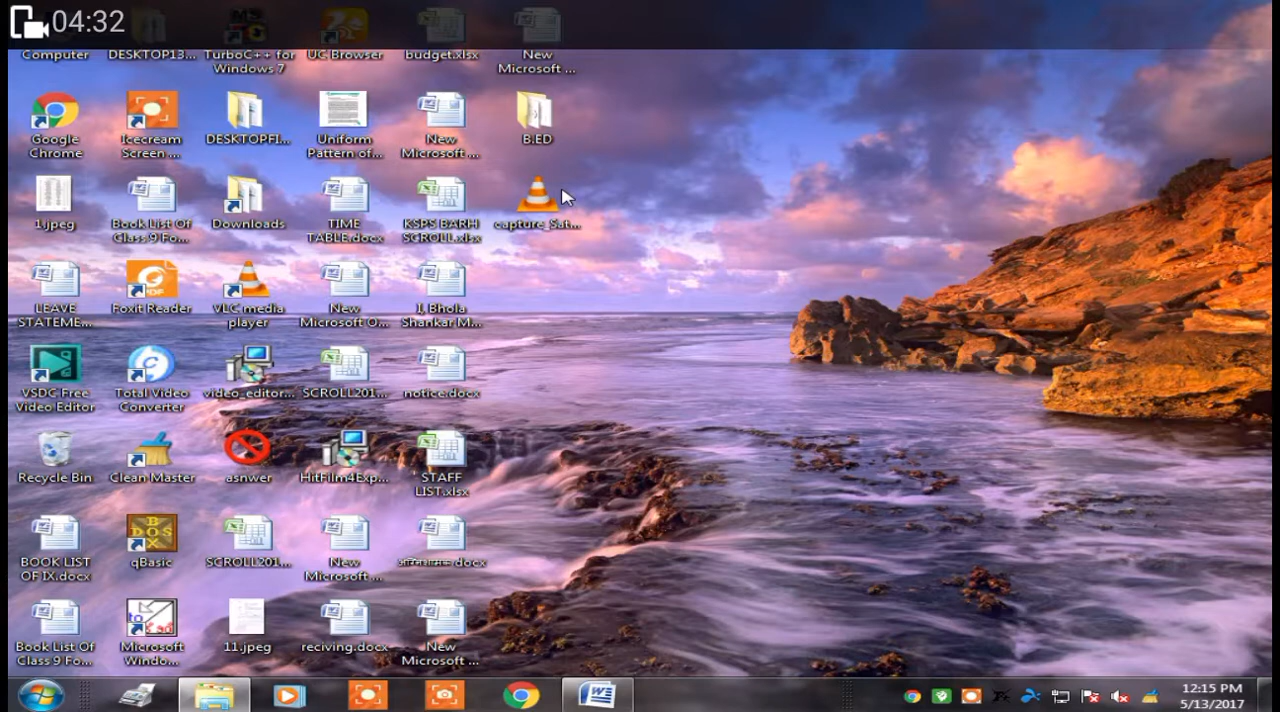 04:32
Computer
DESKTOP13...
TurboC++ for
Windows 7
UC Browser
budget.xlsx
New
Microsoft ...
Google
Chrome
Icecream
Screen ...
DESKTOPFI...
Uniform
Pattern of...
New
Microsoft ...
B.ED
1.jpeg
Book List Of
Class 9 Fo...
Downloads
TIME
TABLE.docx
KSPS BARH
SCROLL.xlsx
capture_Sat...
LEAVE
STATEME...
Foxit Reader
VLC media
player
New
Microsoft O...
I, Bhola
Shankar M...
VSDC Free
Video Editor
Total Video
Converter
video_editor...
SCROLL201...
notice.docx
Recycle Bin
Clean Master
asnwer
HitFilm4Exp...
STAFF
LIST.xlsx
BOOK LIST
OF IX.docx
qBasic
SCROLL201...
New
Microsoft ...
.docx
Book List Of
Class 9 Fo...
Microsoft
Windo...
11.jpeg
reciving.docx
New
Microsoft ...
12:15 PM
5/13/2017